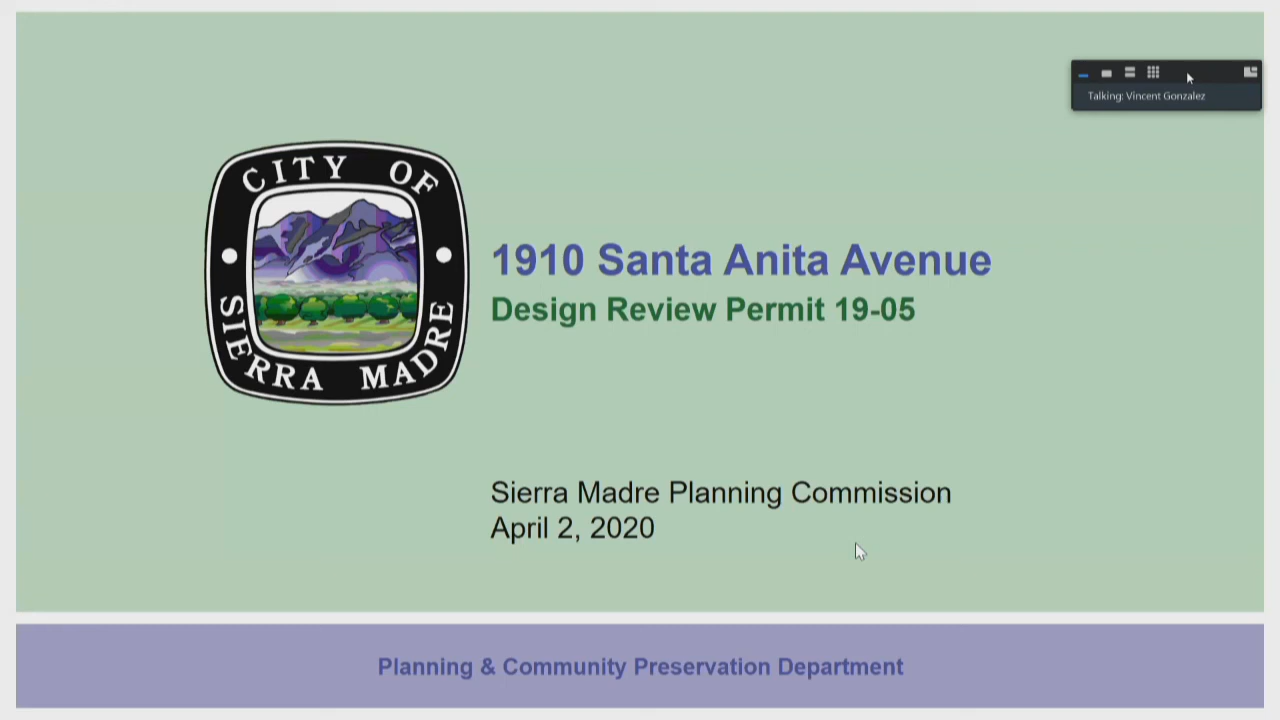 Talking: Vincent Gonzalez
CITY OF
SIERRA MADRE
1910 Santa Anita Avenue
Design Review Permit 19-05
Sierra Madre Planning Commission
April 2, 2020
Planning & Community Preservation Department